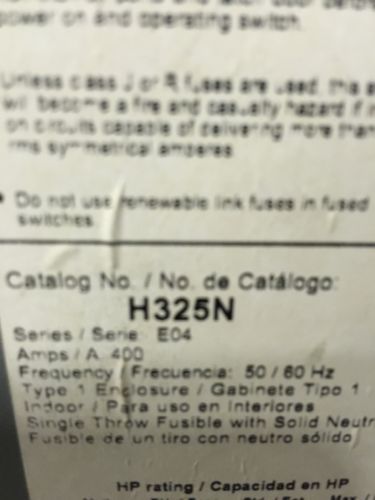 power on and operating switch.
Unless class J or R fuses are used, this
will become a fire and casualty hazard if
on circuits capable of delivering more than
rms symmetrical amperes
• Do not use renewable link fuses in fused
switches.
Catalog No. / No. de Catálogo:
H325N
Series / Serie: E04
Amps / A 400
Frequency / Frecuencia: 50 / 60 Hz
Type 1 Enclosure / Gabinete Tipo 1
Indoor / Para uso en interiores
Single Throw Fusible with Solid Neutr
Fusible de un tiro con neutro sólido
HP rating / Capacidad en HP